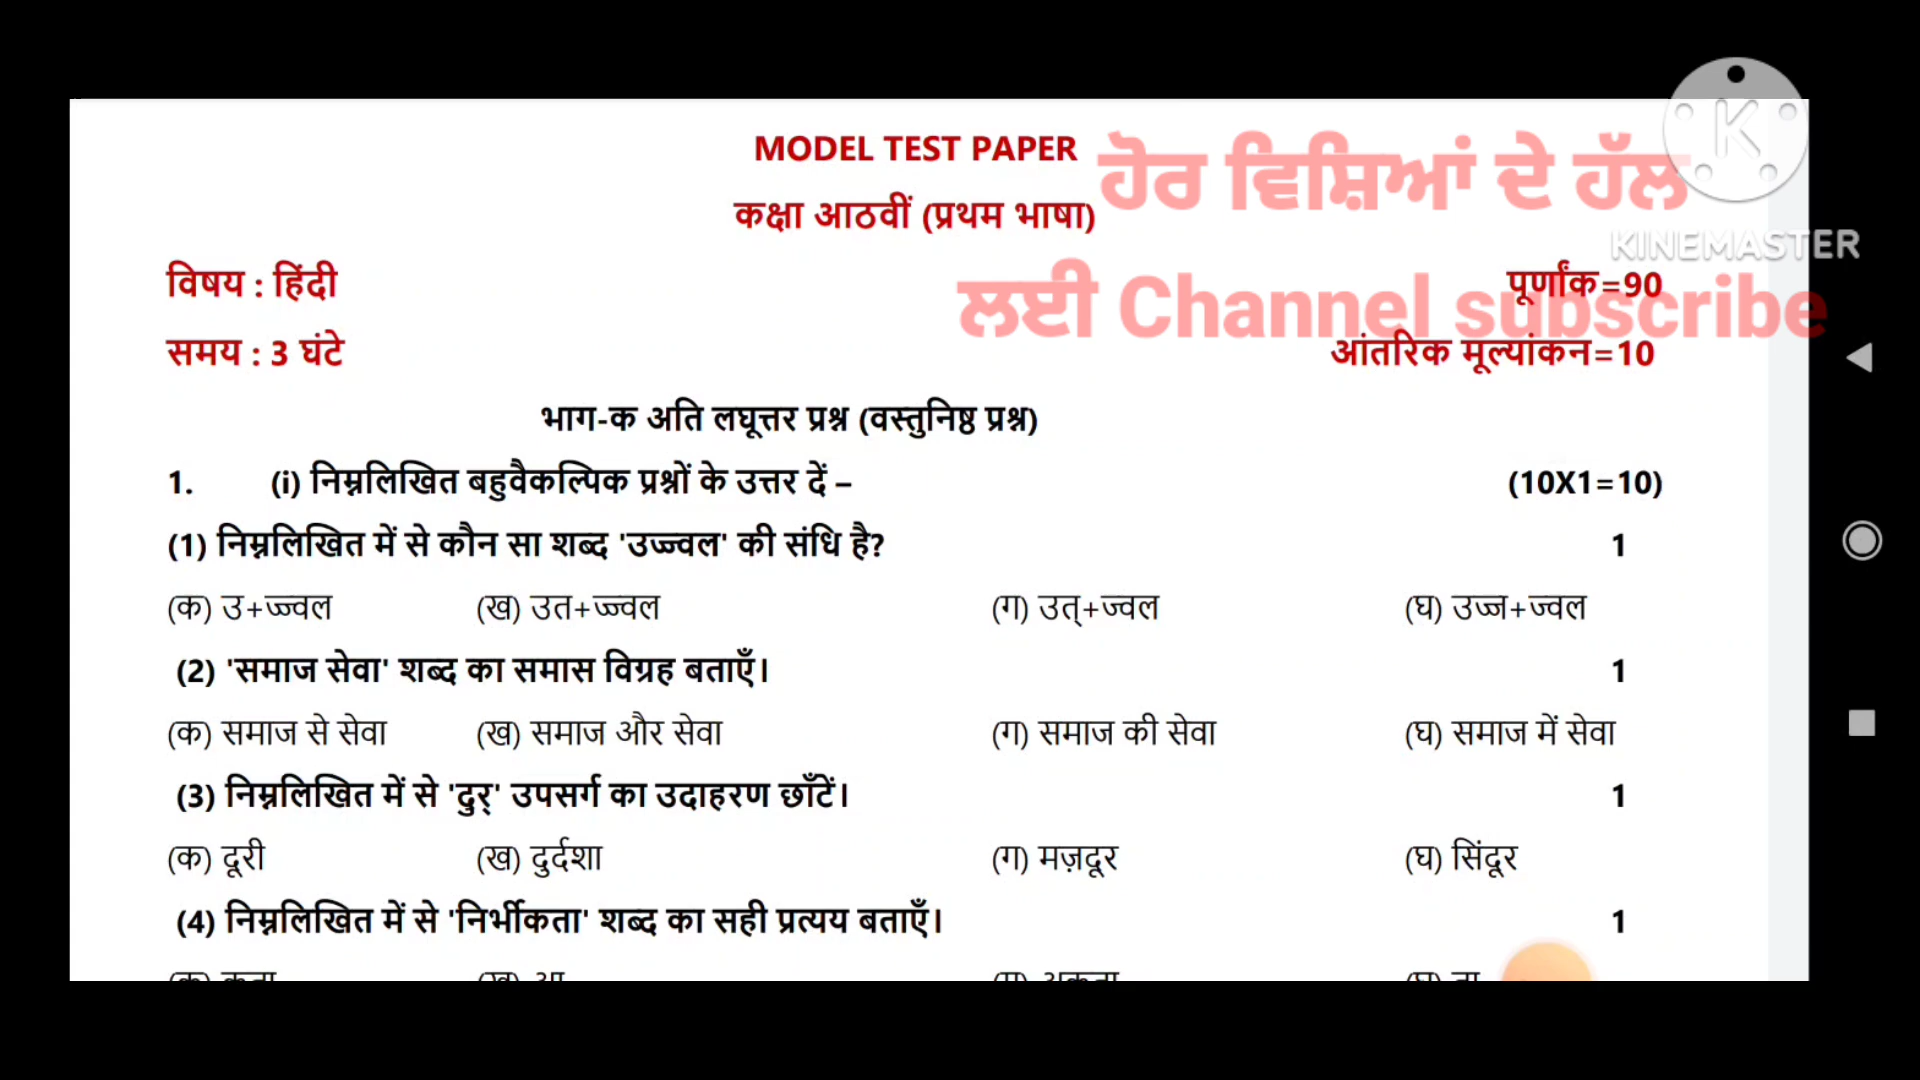 MODEL TEST PAPER
ਹੋਰ ਵਿਸ਼ਿਆਂ ਦੇ ਹੱਲ
K
KINEMASTER
कक्षा आठवीं (प्रथम भाषा)
विषय : हिंदी पूर्णांक=90
ਲਈ Channel subscribe
समय : 3 घंटे आंतरिक मूल्यांकन=10
भाग-क अति लघूत्तर प्रश्न (वस्तुनिष्ठ प्रश्न)
1. (i) निम्नलिखित बहुवैकल्पिक प्रश्नों के उत्तर दें – (10X1=10)
(1) निम्नलिखित में से कौन सा शब्द 'उज्ज्वल' की संधि है? 1
(क) उ+ज्ज्वल (ख) उत+ज्ज्वल (ग) उत्+ज्वल (घ) उज्ज+ज्वल
(2) 'समाज सेवा' शब्द का समास विग्रह बताएँ। 1
(क) समाज से सेवा (ख) समाज और सेवा (ग) समाज की सेवा (घ) समाज में सेवा
(3) निम्नलिखित में से 'दुर्' उपसर्ग का उदाहरण छाँटें। 1
(क) दूरी (ख) दुर्दशा (ग) मज़दूर (घ) सिंदूर
(4) निम्नलिखित में से 'निर्भीकता' शब्द का सही प्रत्यय बताएँ। 1